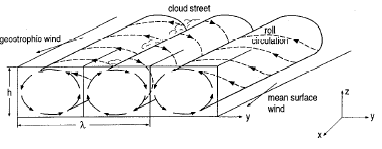 cloud street
geostrophic wind
roll
circulation
h
λ
y
mean surface
wind
z
y
x